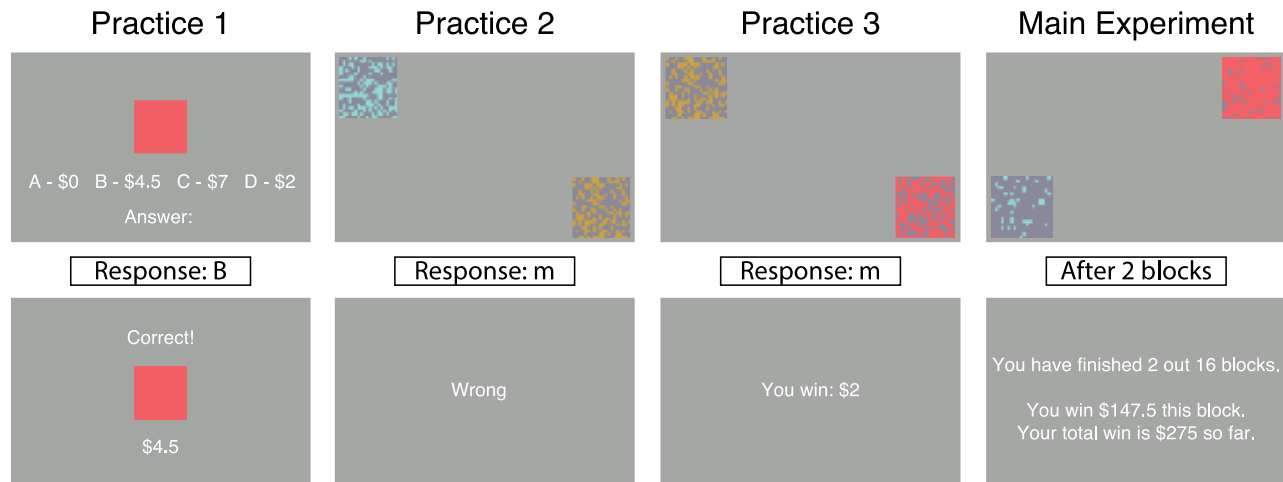 Practice 1
Practice 2
Practice 3
Main Experiment
A - $0 B - $4.5 C - $7 D - $2
Answer:
Response: B
Response: m
Response: m
After 2 blocks
Correct!
$4.5
Wrong
You win: $2
You have finished 2 out 16 blocks.
You win $147.5 this block.
Your total win is $275 so far.